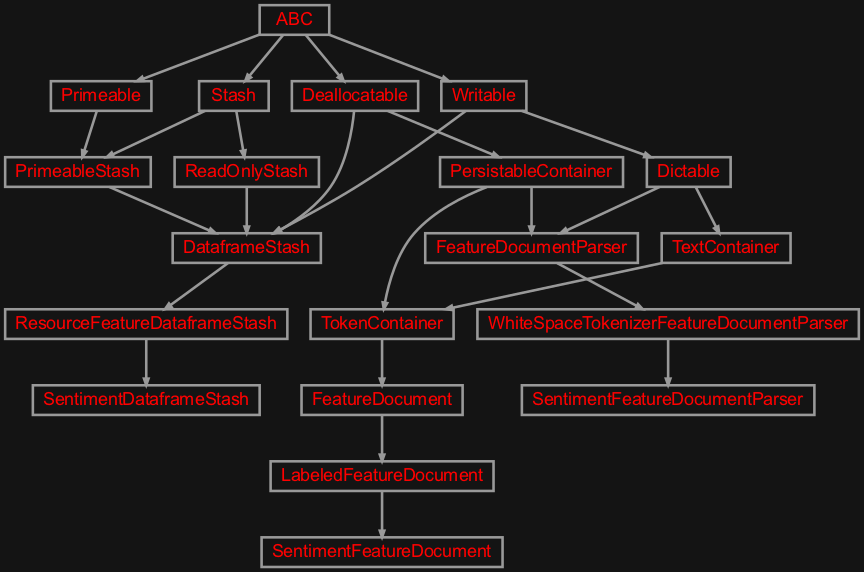 ABC
Primeable
Stash
Deallocatable
Writable
PrimeableStash
ReadOnlyStash
PersistableContainer
Dictable
DataframeStash
FeatureDocumentParser
TextContainer
ResourceFeatureDataframeStash
TokenContainer
WhiteSpaceTokenizerFeatureDocumentParser
SentimentDataframeStash
FeatureDocument
SentimentFeatureDocumentParser
LabeledFeatureDocument
SentimentFeatureDocument